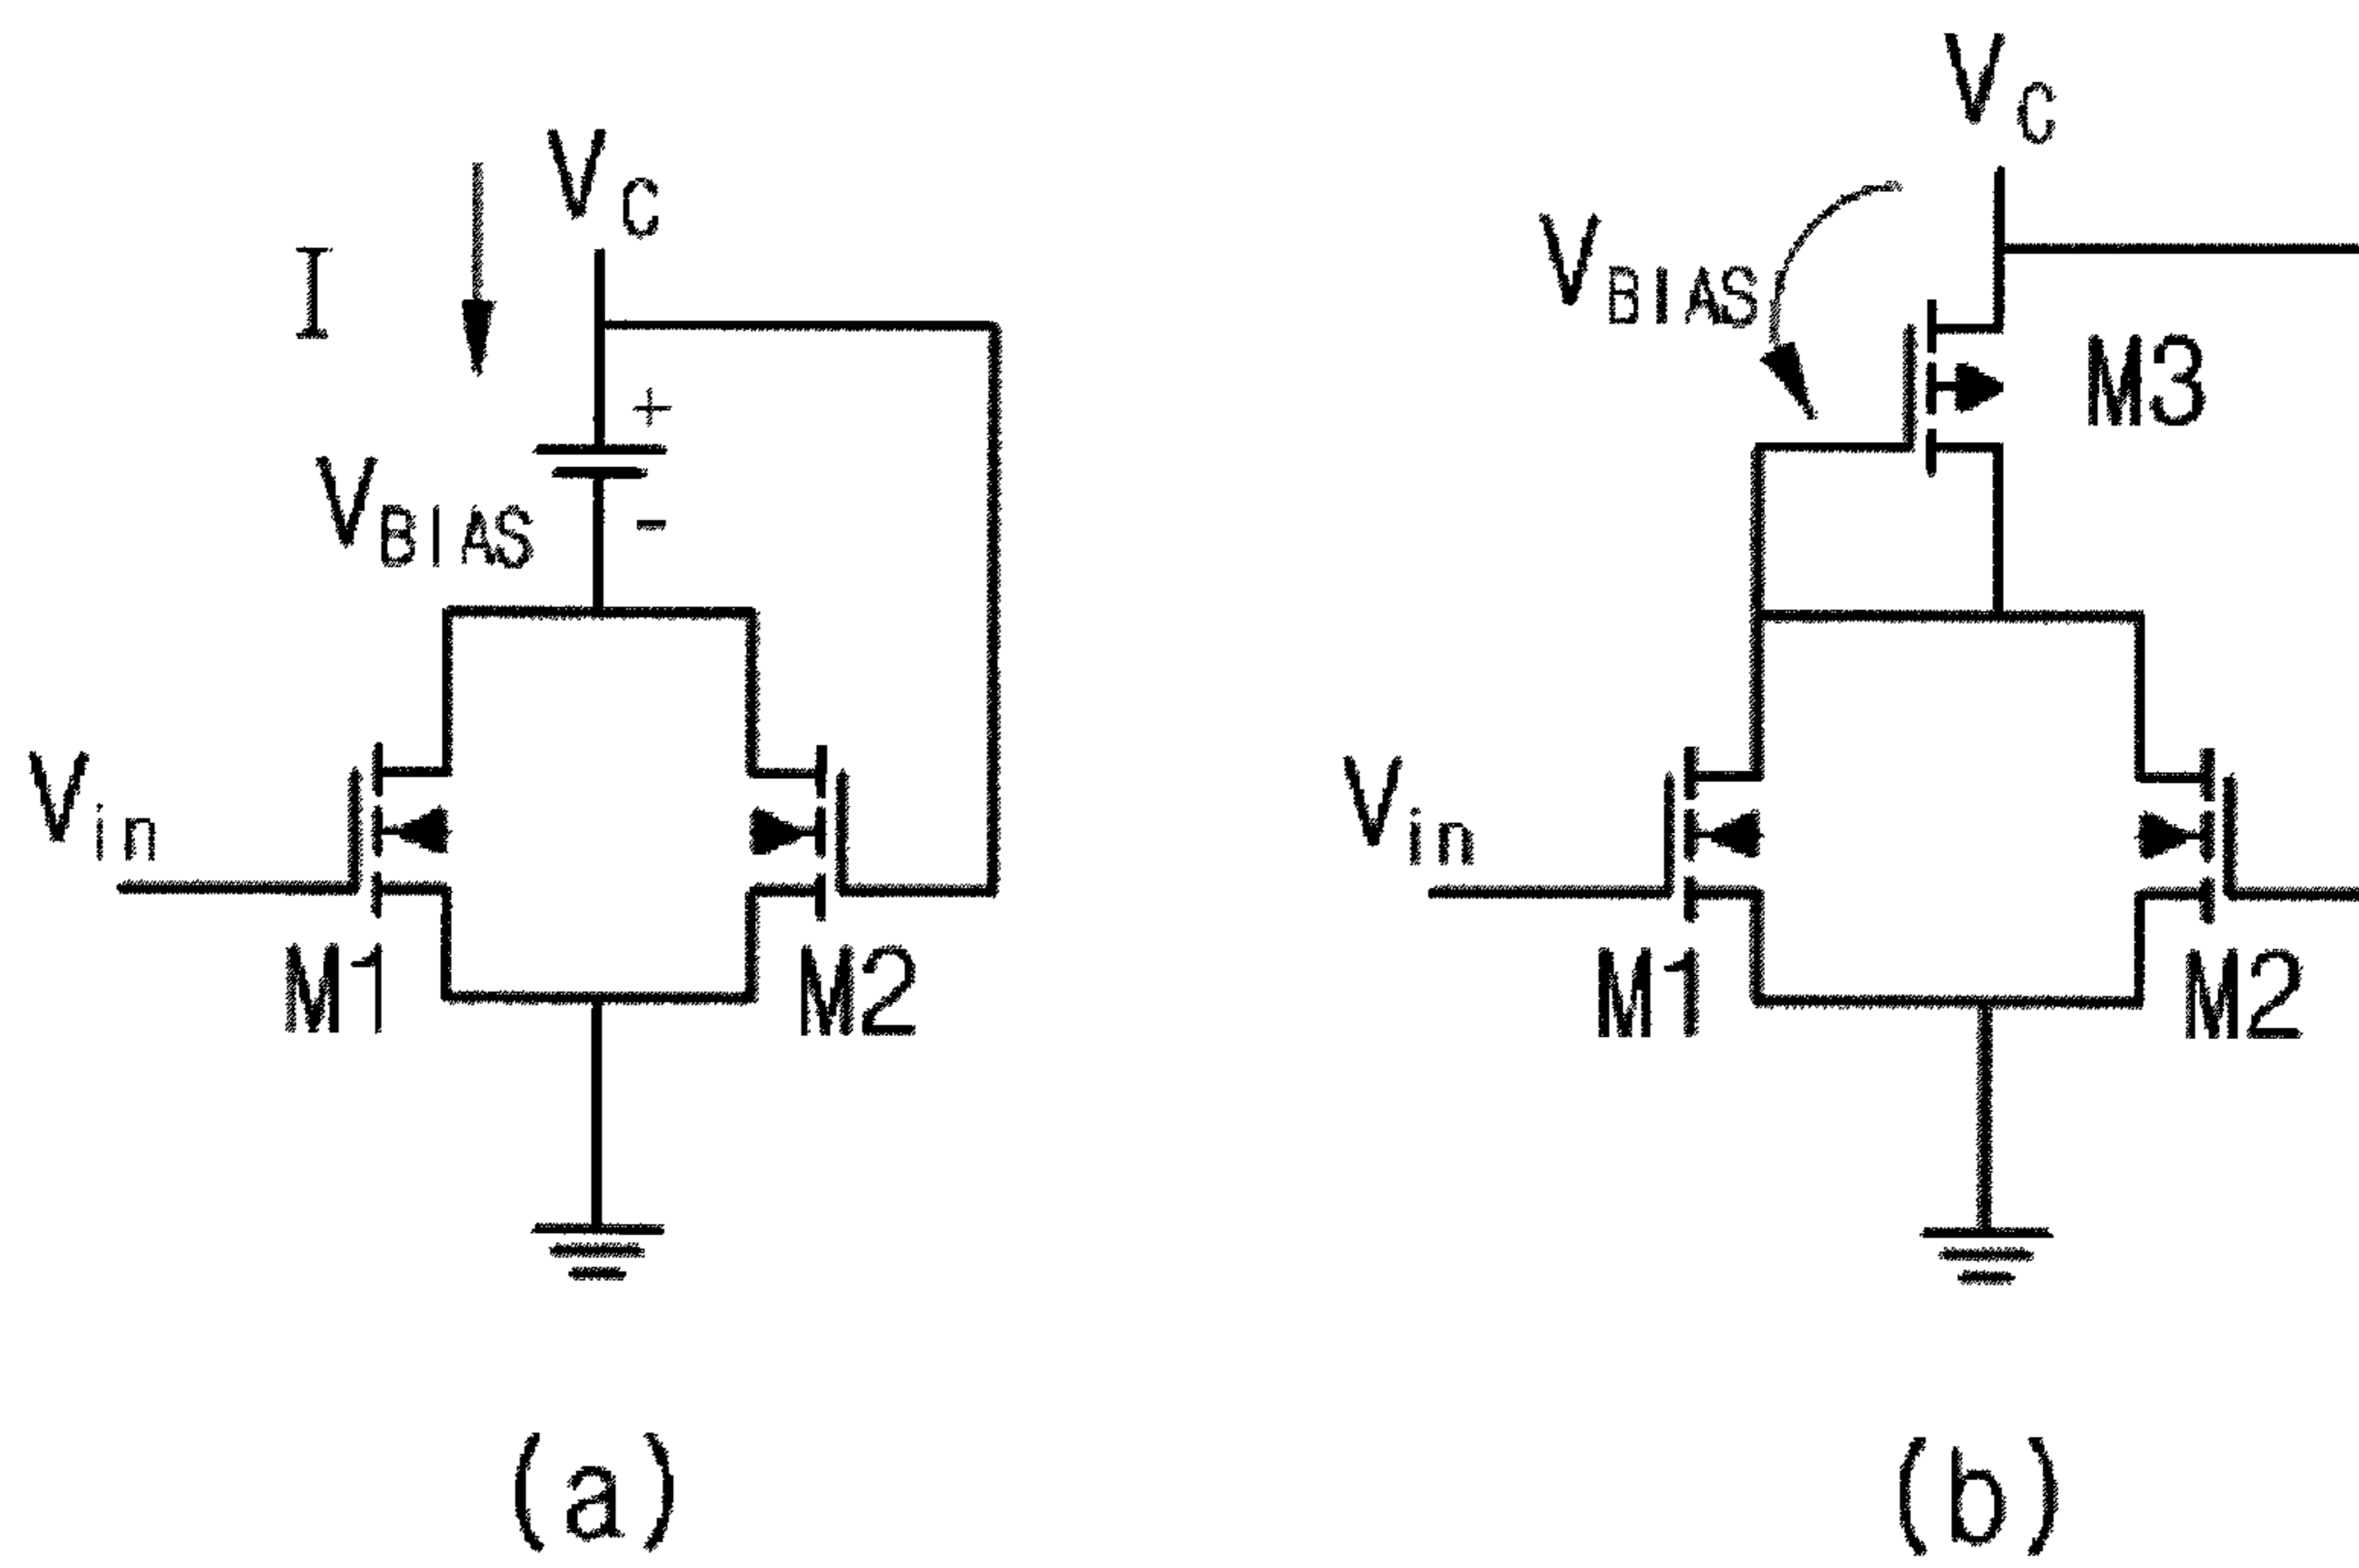 I
V_C
+
V_BIAS
-
V_in
M1
M2
(a)
V_C
V_BIAS
M3
V_in
M1
M2
(b)